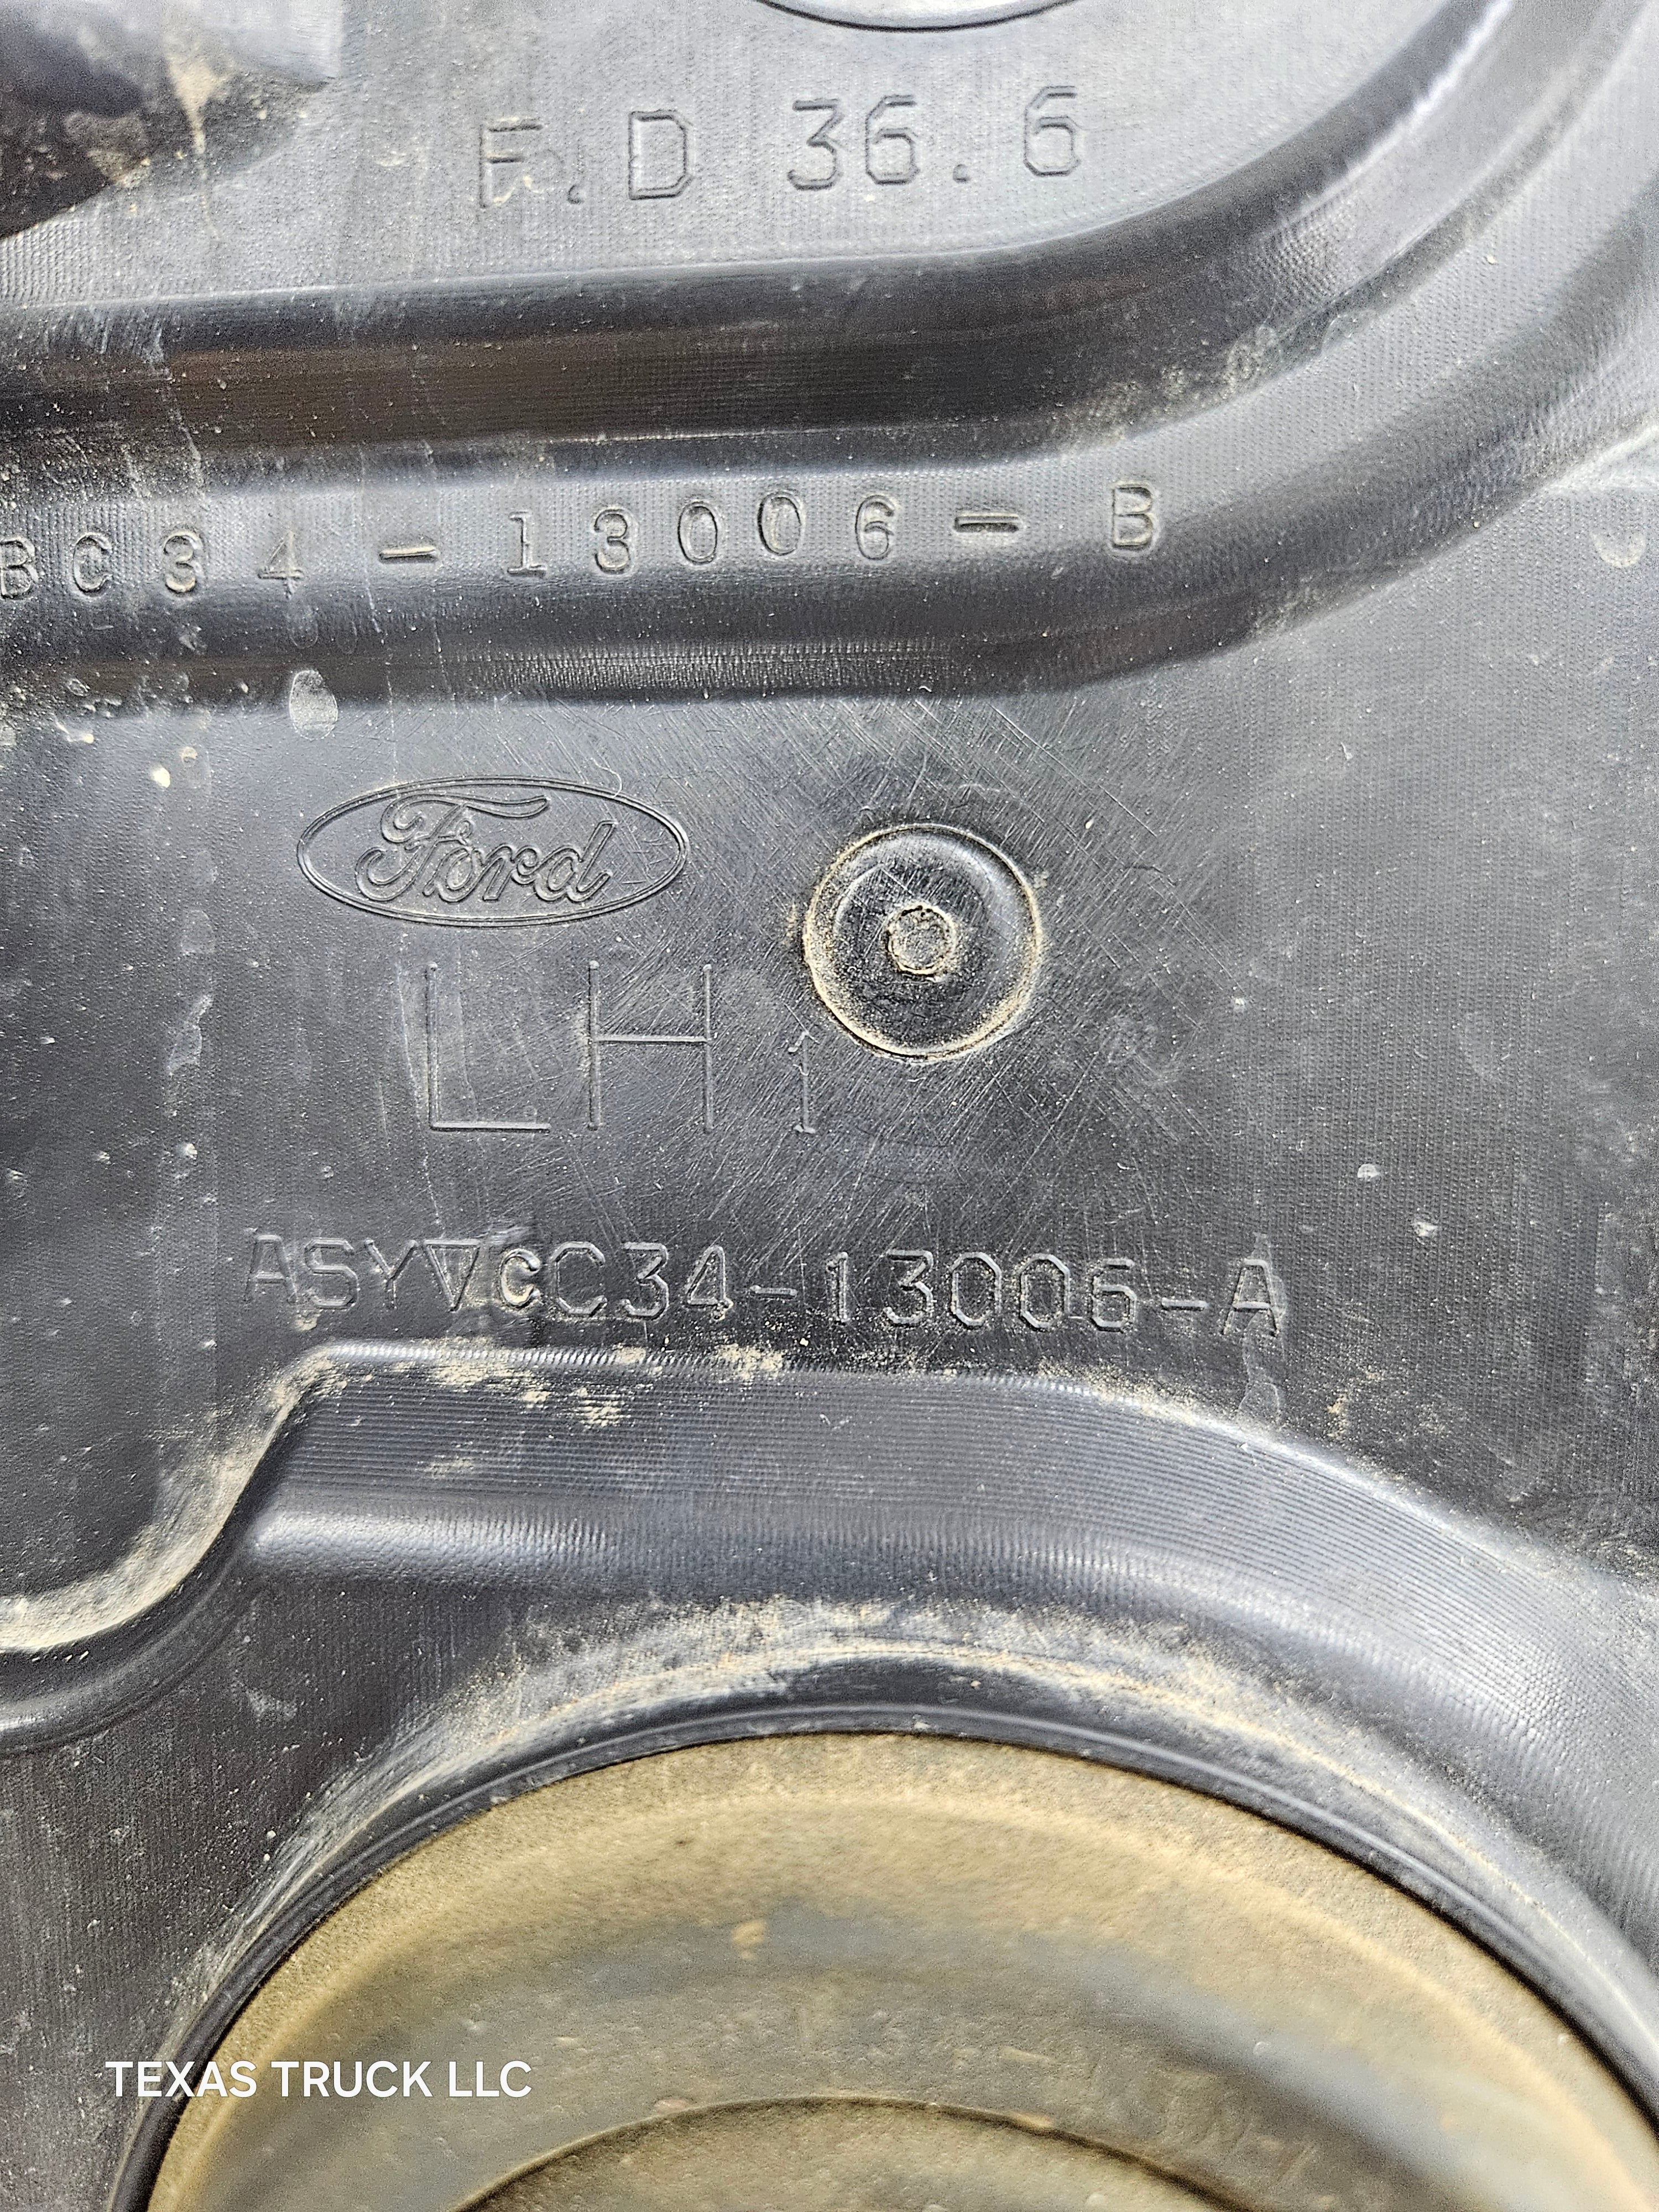 F.D 36.6
BC34-13006-B
Ford
LH1
ASY▽CC34-13006-A
TEXAS TRUCK LLC